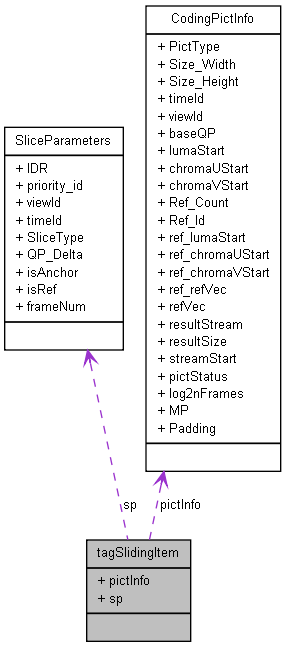 CodingPictInfo
+ PictType
+ Size_Width
+ Size_Height
+ timeId
+ viewId
+ baseQP
+ lumaStart
+ chromaUStart
+ chromaVStart
+ Ref_Count
+ Ref_Id
+ ref_lumaStart
+ ref_chromaUStart
+ ref_chromaVStart
+ ref_refVec
+ refVec
+ resultStream
+ resultSize
+ streamStart
+ pictStatus
+ log2nFrames
+ MP
+ Padding
SliceParameters
+ IDR
+ priority_id
+ viewId
+ timeId
+ SliceType
+ QP_Delta
+ isAnchor
+ isRef
+ frameNum
sp
pictInfo
tagSlidingItem
+ pictInfo
+ sp